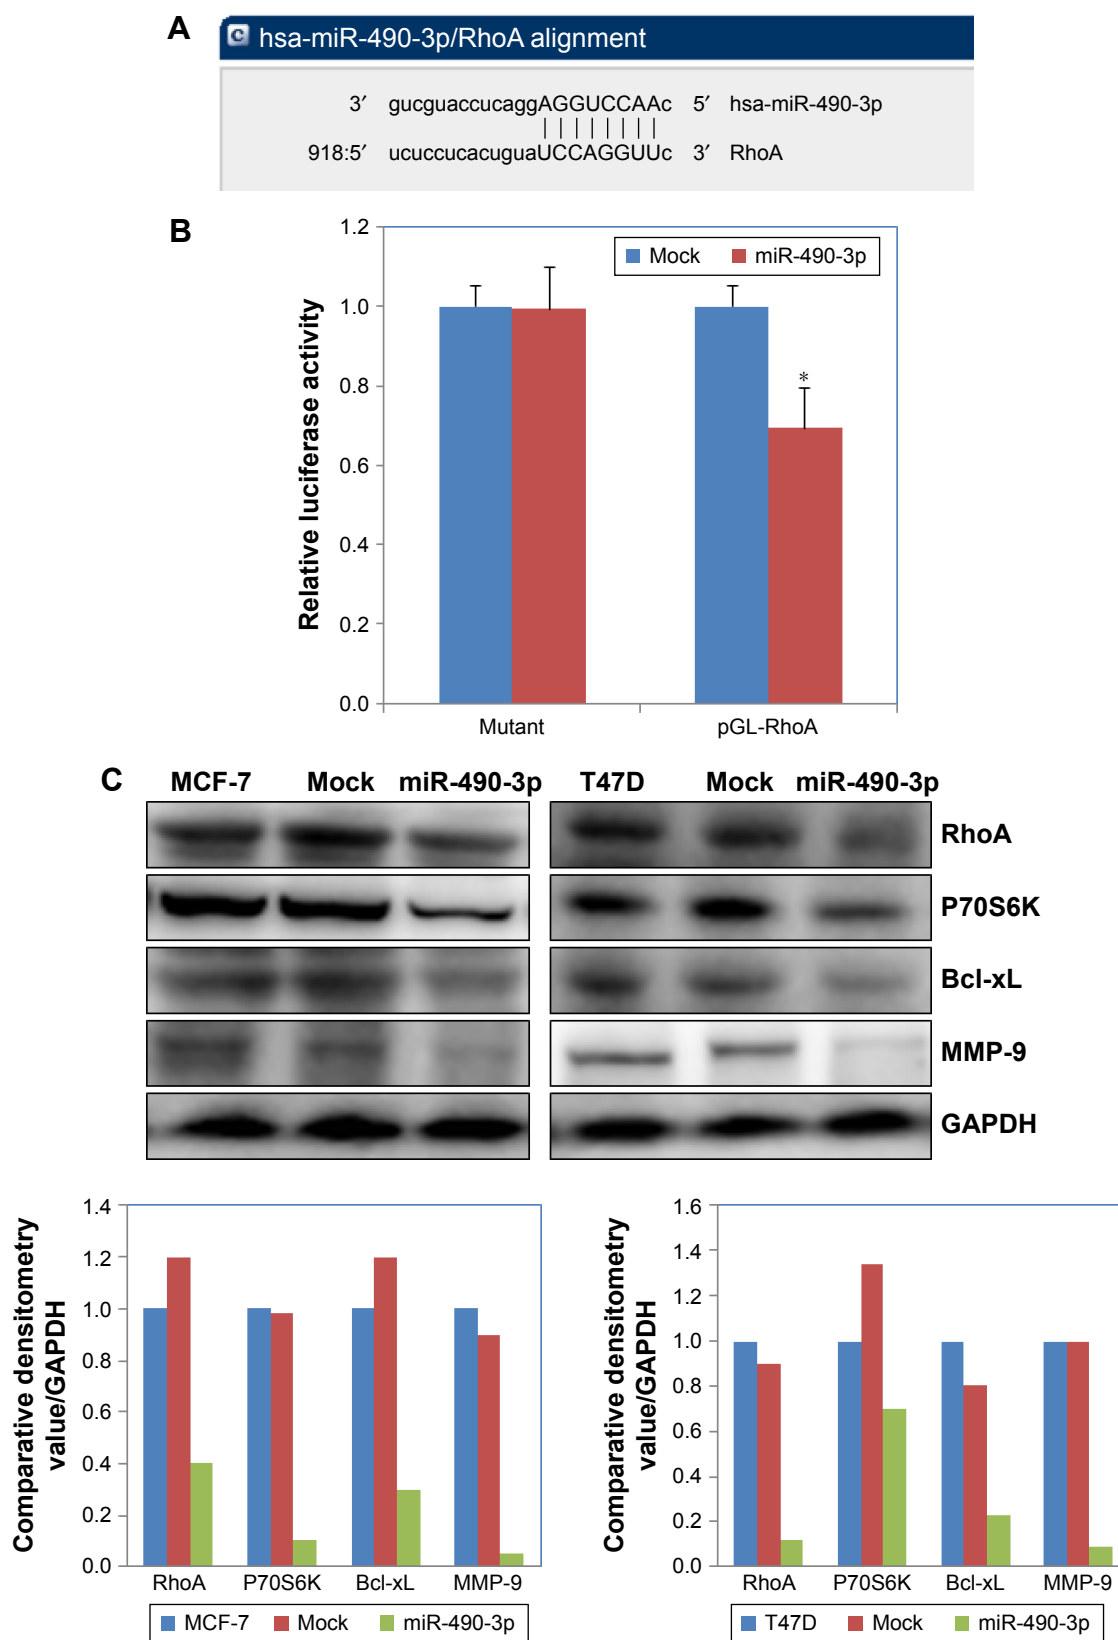 A
c hsa-miR-490-3p/RhoA alignment
3′ gucguaccucaggAGGUCCAAc 5′ hsa-miR-490-3p
918:5′ ucuccucacuguaUCCAGGUUc 3′ RhoA
B
Relative luciferase activity
1.2
1.0
0.8
0.6
0.4
0.2
0.0
Mock miR-490-3p
*
Mutant pGL-RhoA
C
MCF-7 Mock miR-490-3p T47D Mock miR-490-3p
RhoA
P70S6K
Bcl-xL
MMP-9
GAPDH
Comparative densitometry
value/GAPDH
1.4
1.2
1.0
0.8
0.6
0.4
0.2
0.0
RhoA P70S6K Bcl-xL MMP-9
MCF-7 Mock miR-490-3p
Comparative densitometry
value/GAPDH
1.6
1.4
1.2
1.0
0.8
0.6
0.4
0.2
0.0
RhoA P70S6K Bcl-xL MMP-9
T47D Mock miR-490-3p